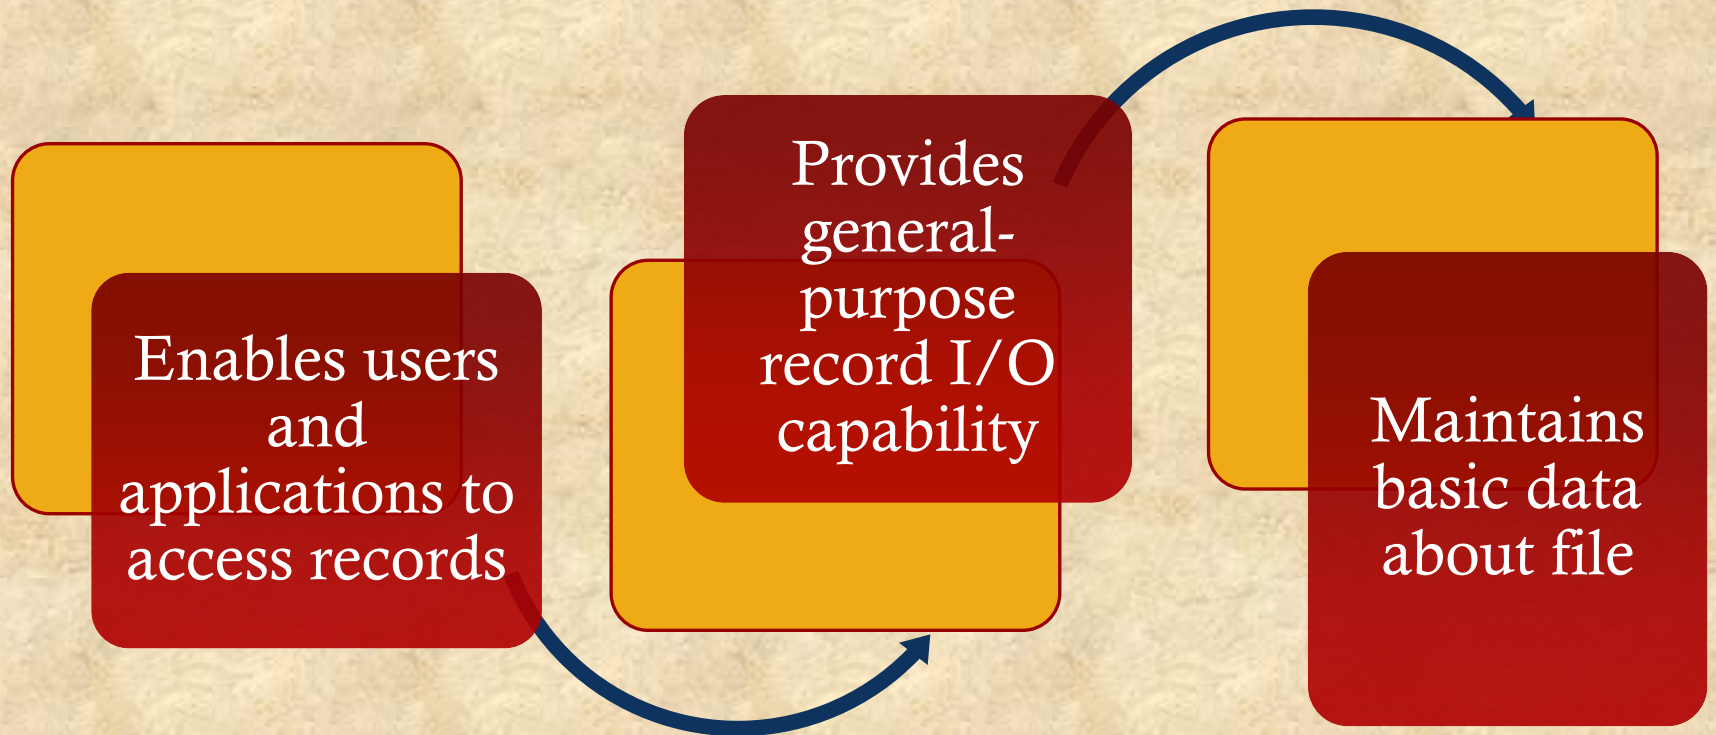 Enables users
and
applications to
access records
Provides
general-
purpose
record I/O
capability
Maintains
basic data
about file